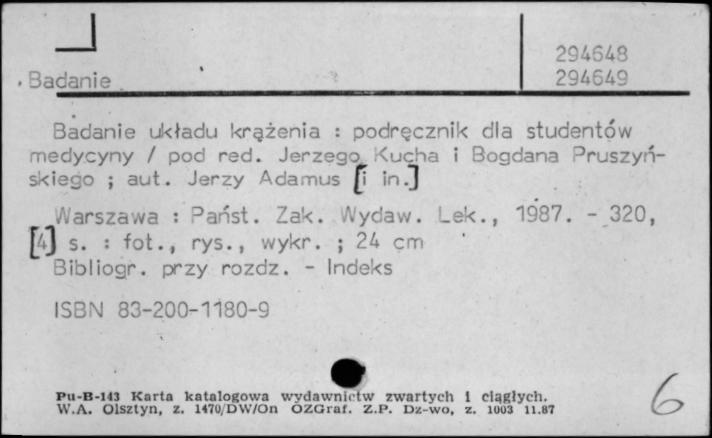 294648
294649
Badanie
Badanie układu krążenia : podręcznik dla studentów
medycyny / pod red. Jerzego Kucha i Bogdana Pruszyń-
skiego ; aut. Jerzy Adamus [i in.]
Warszawa : Państ. Zak. Wydaw. Lek., 1987. - 320,
[4] s. : fot., rys., wykr. ; 24 cm
Bibliogr. przy rozdz. - Indeks
ISBN 83-200-1180-9
Pu-B-143 Karta katalogowa wydawnictw zwartych i ciągłych.
W.A. Olsztyn, z. 1470/DW/On OZGraf. Z.P. Dz-wo, z. 1003 11.87
6